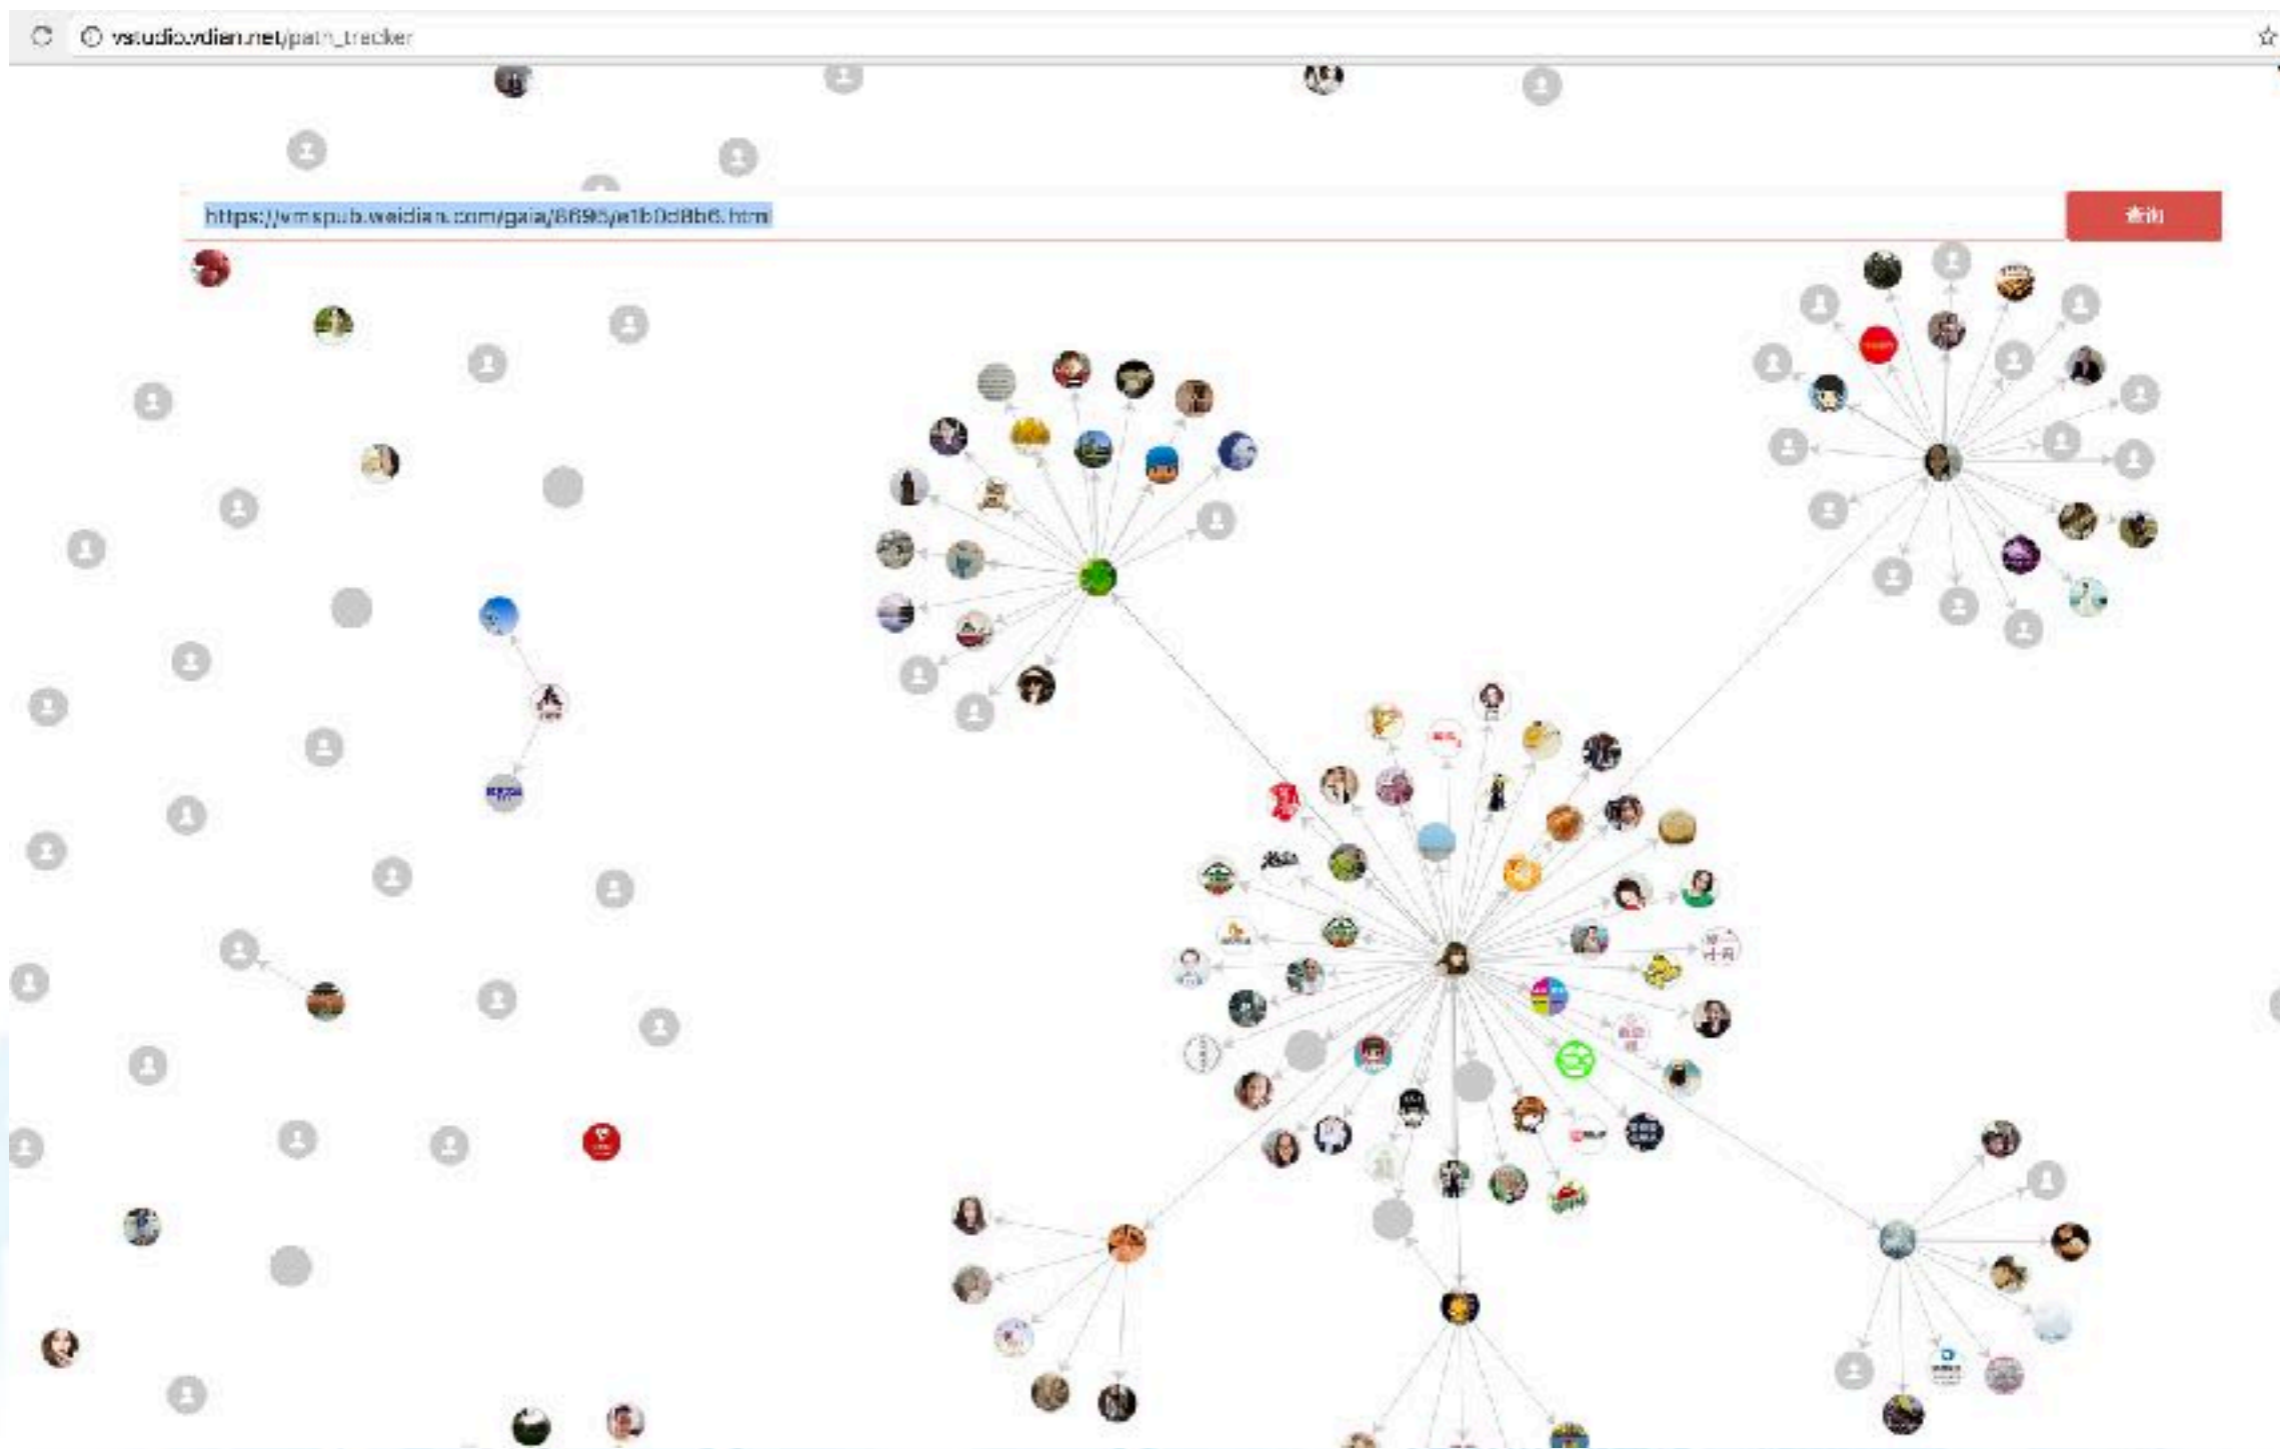 vstudio.vdian.net/path_tracker
https://vmspub.weidian.com/gaia/8695/e1b0d8b6.html
查询